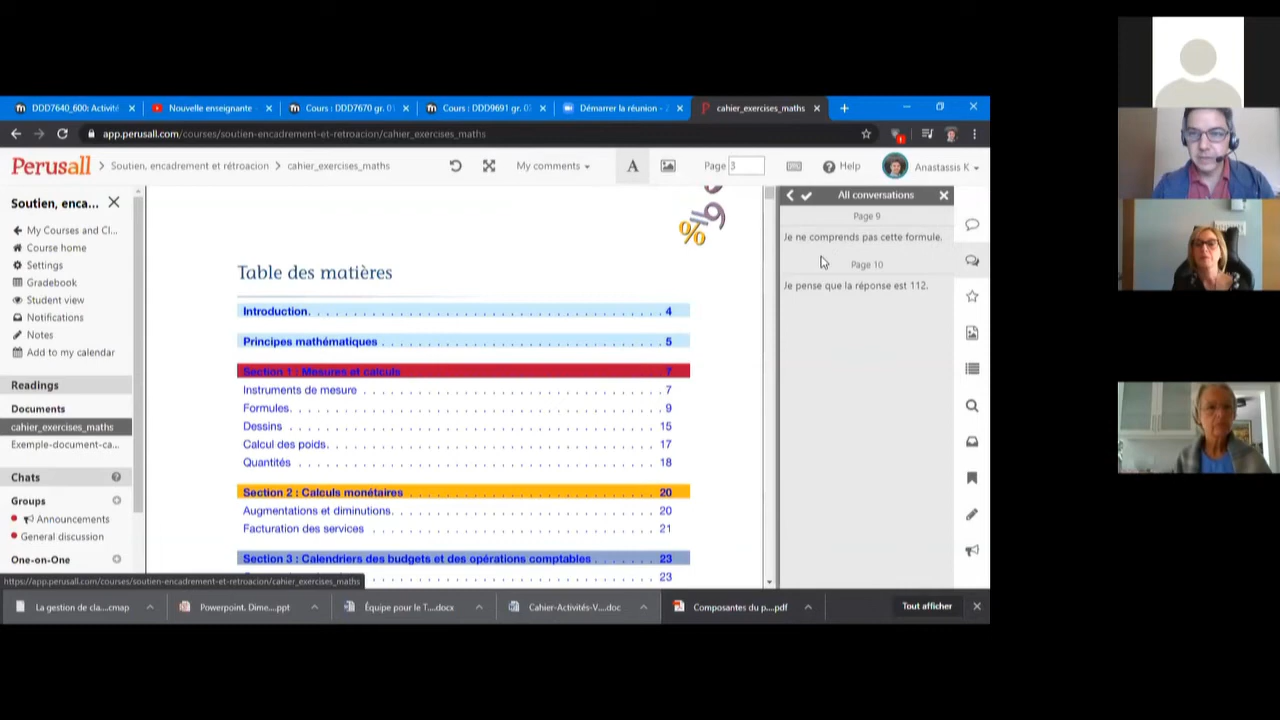 DDD7640_600: Activité
Nouvelle enseignante
Cours : DDD7670 gr. 01
Cours : DDD9691 gr. 0
Démarrer la réunion -
cahier_exercises_maths
app.perusall.com/courses/soutien-encadrement-et-retroacion/cahier_exercises_maths
Perusall
Soutien, encadrement et rétroacion
cahier_exercises_maths
My comments
A
Page 3
Help
Anastassis K
Soutien, enca...
My Courses and Cl...
Course home
Settings
Gradebook
Student view
Notifications
Notes
Add to my calendar
Readings
Documents
cahier_exercises_maths
Exemple-document-ca...
Chats
Groups
Announcements
General discussion
One-on-One
https://app.perusall.com/courses/soutien-encadrement-et-retroacion/cahier_exercises_maths
% 9
Table des matières
Introduction. 4
Principes mathématiques 5
Section 1 : Mesures et calculs 7
Instruments de mesure 7
Formules. 9
Dessins 15
Calcul des poids. 17
Quantités 18
Section 2 : Calculs monétaires 20
Augmentations et diminutions. 20
Facturation des services 21
Section 3 : Calendriers des budgets et des opérations comptables 23
23
All conversations
Page 9
Je ne comprends pas cette formule.
Page 10
Je pense que la réponse est 112.
La gestion de cla....cmap
Powerpoint. Dime....ppt
Équipe pour le T....docx
Cahier-Activités-V....doc
Composantes du p....pdf
Tout afficher